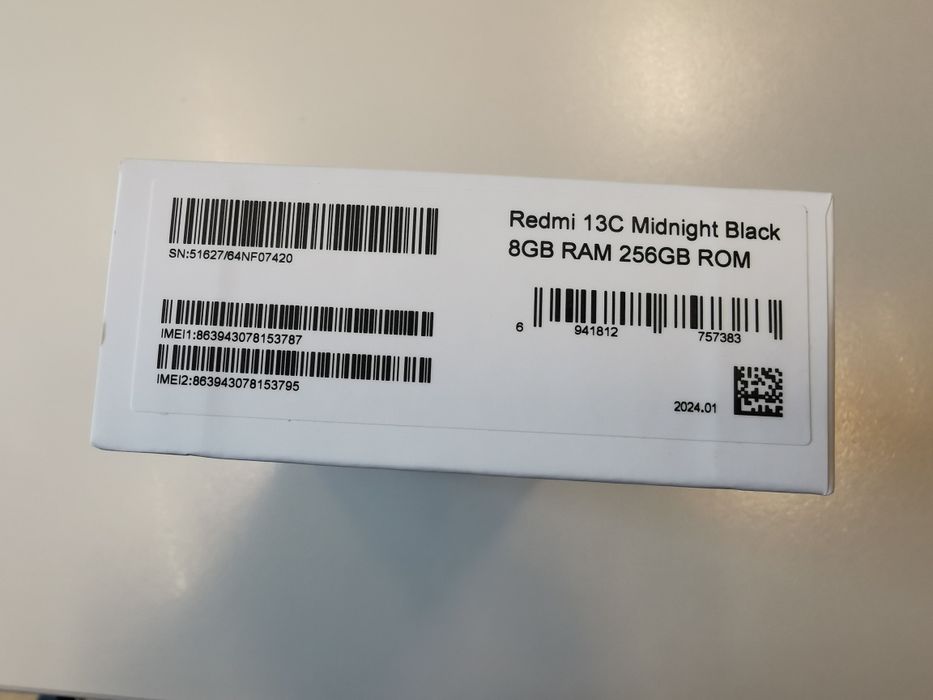 SN:51627/64NF07420
IMEI1:863943078153787
IMEI2:863943078153795
Redmi 13C Midnight Black
8GB RAM 256GB ROM
6 941812 757383
2024.01